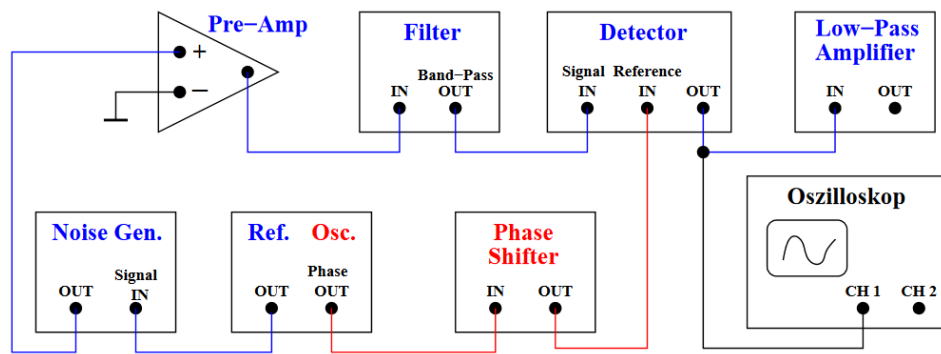 Pre−Amp
+
−
Filter
Band−Pass
IN OUT
Detector
Signal Reference
IN IN OUT
Low−Pass
Amplifier
IN OUT
Noise Gen.
Signal
OUT IN
Ref. Osc.
Phase
OUT OUT
Phase
Shifter
IN OUT
Oszilloskop
CH 1 CH 2